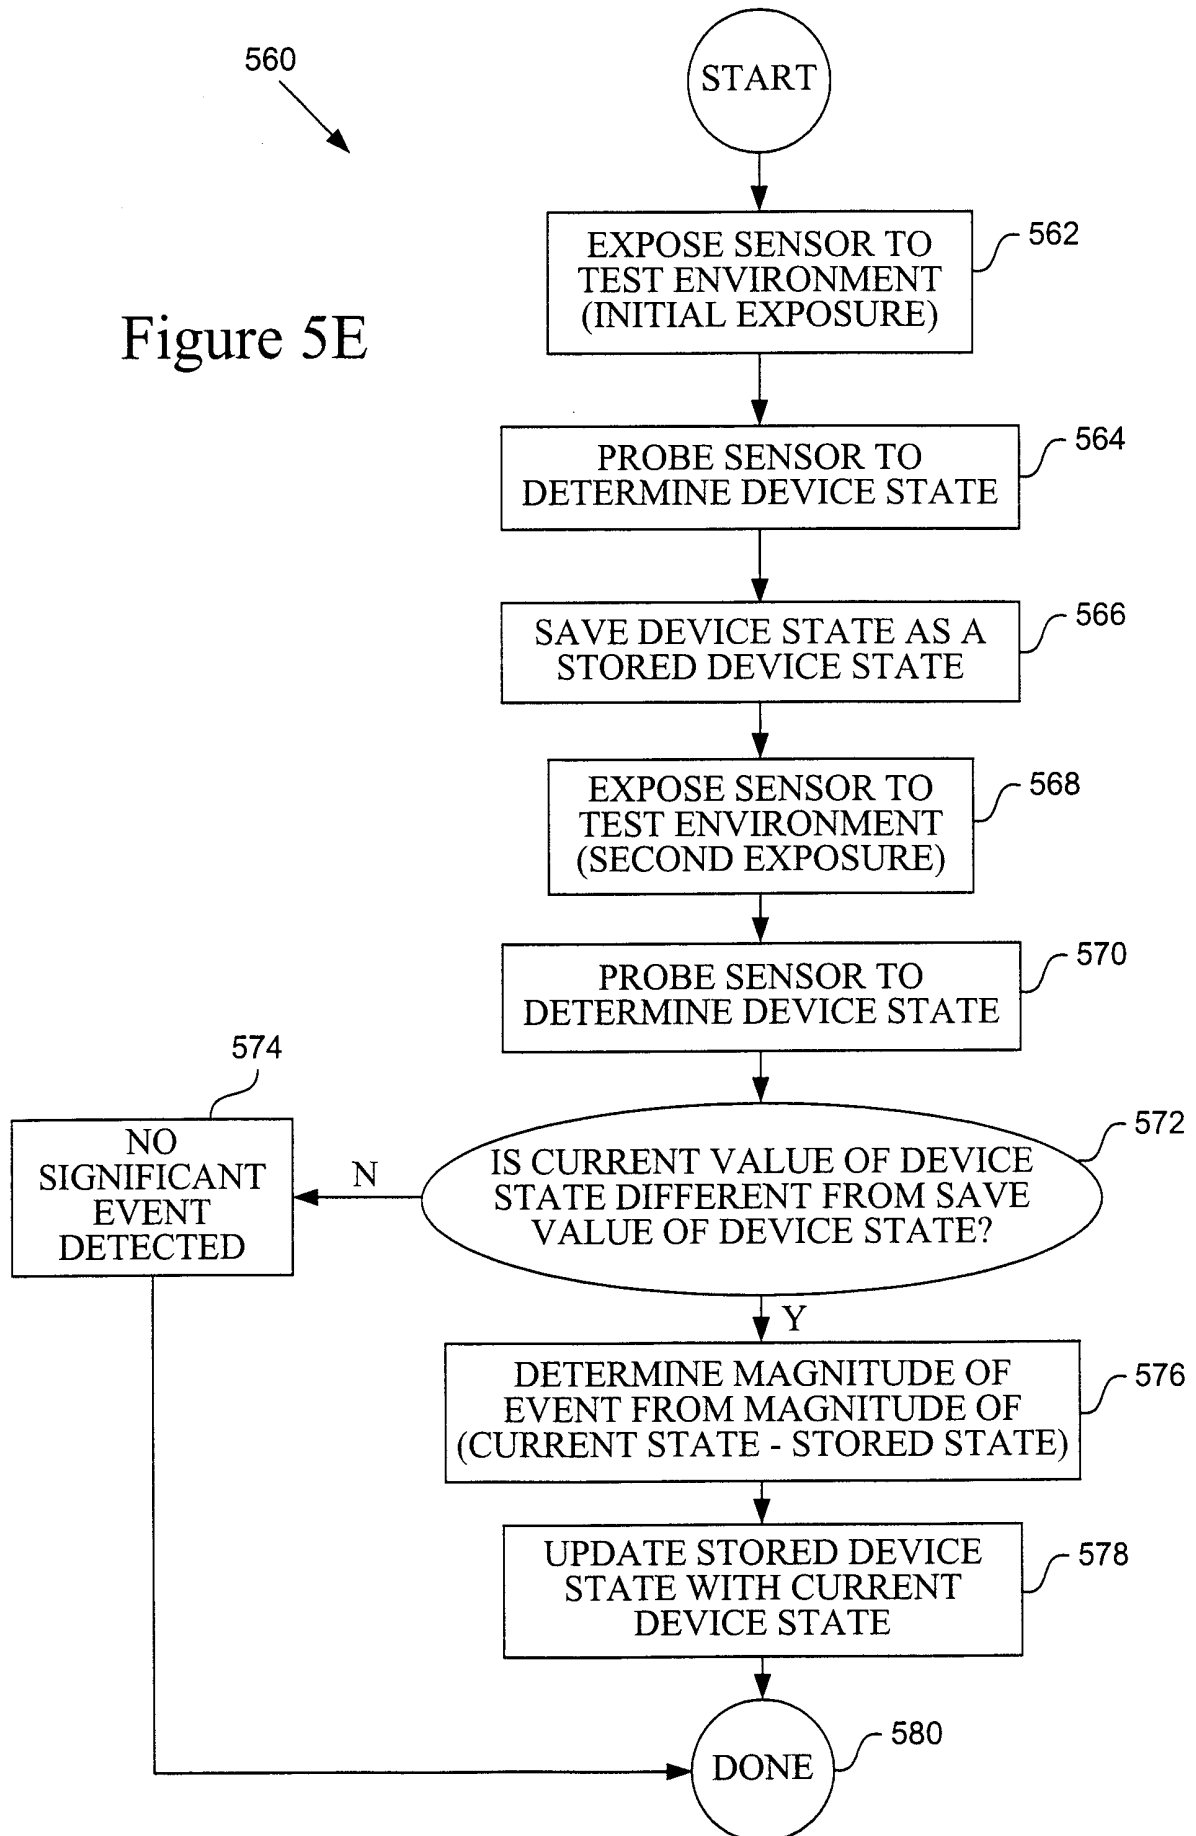 560
START
EXPOSE SENSOR TO
TEST ENVIRONMENT
(INITIAL EXPOSURE)
562
Figure 5E
PROBE SENSOR TO
DETERMINE DEVICE STATE
564
SAVE DEVICE STATE AS A
STORED DEVICE STATE
566
EXPOSE SENSOR TO
TEST ENVIRONMENT
(SECOND EXPOSURE)
568
PROBE SENSOR TO
DETERMINE DEVICE STATE
570
574
NO
SIGNIFICANT
EVENT
DETECTED
N
IS CURRENT VALUE OF DEVICE
STATE DIFFERENT FROM SAVE
VALUE OF DEVICE STATE?
572
Y
DETERMINE MAGNITUDE OF
EVENT FROM MAGNITUDE OF
(CURRENT STATE - STORED STATE)
576
UPDATE STORED DEVICE
STATE WITH CURRENT
DEVICE STATE
578
DONE
580